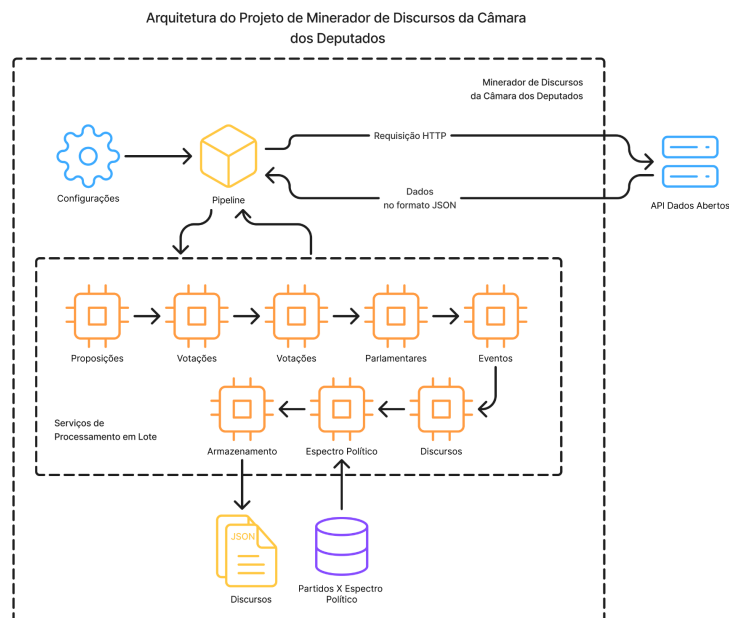 Arquitetura do Projeto de Minerador de Discursos da Câmara
dos Deputados
Minerador de Discursos
da Câmara dos Deputados
Requisição HTTP
Configurações
Pipeline
Dados
no formato JSON
API Dados Abertos
Proposições
Votações
Votações
Parlamentares
Eventos
Serviços de
Processamento em Lote
Armazenamento
Espectro Político
Discursos
JSON
Discursos
Partidos X Espectro
Político